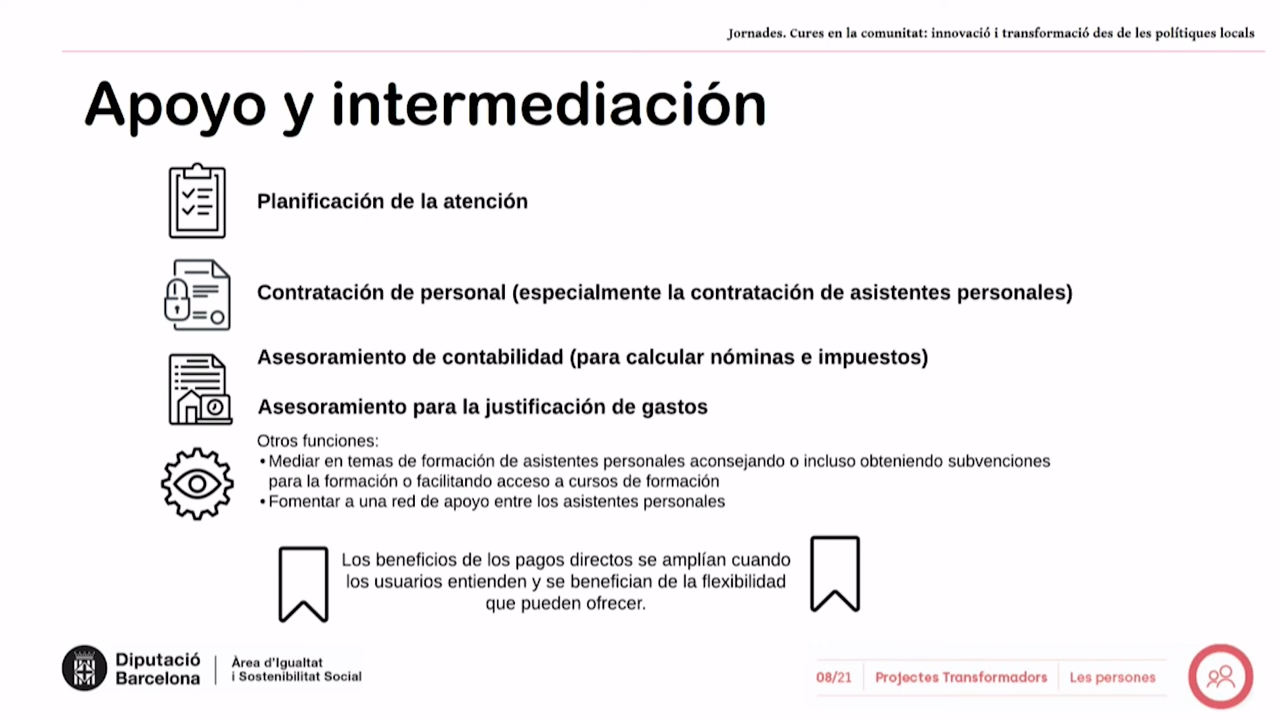 Jornades. Cures en la comunitat: innovació i transformació des de les polítiques locals
Apoyo y intermediación
Planificación de la atención
Contratación de personal (especialmente la contratación de asistentes personales)
Asesoramiento de contabilidad (para calcular nóminas e impuestos)
Asesoramiento para la justificación de gastos
Otros funciones:
• Mediar en temas de formación de asistentes personales aconsejando o incluso obteniendo subvenciones
para la formación o facilitando acceso a cursos de formación
• Fomentar a una red de apoyo entre los asistentes personales
Los beneficios de los pagos directos se amplían cuando
los usuarios entienden y se benefician de la flexibilidad
que pueden ofrecer.
Diputació
Barcelona
Àrea d'Igualtat
i Sostenibilitat Social
08/21
Projectes Transformadors
Les persones